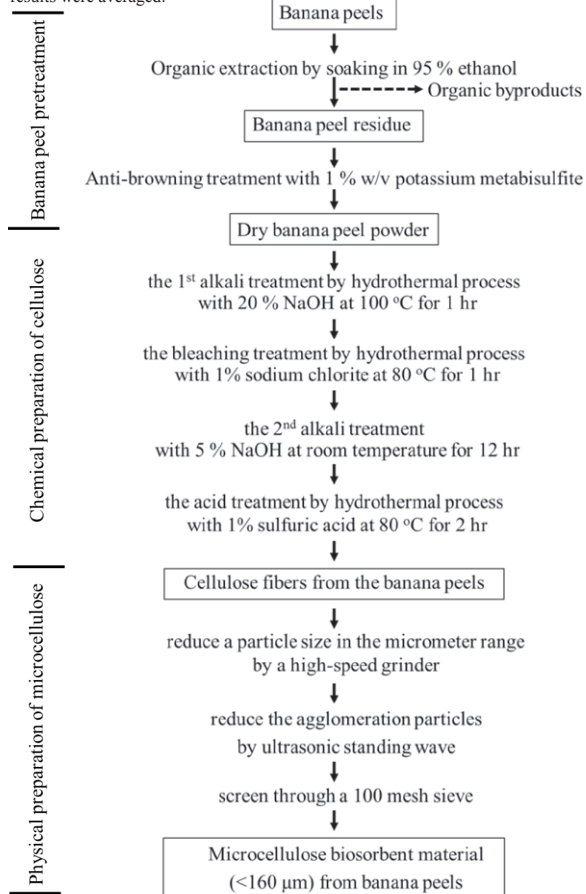 results were averaged.
Banana peels
Organic extraction by soaking in 95 % ethanol
Organic byproducts
Banana peel residue
Anti-browning treatment with 1 % w/v potassium metabisulfite
Dry banana peel powder
Banana peel pretreatment
the 1st alkali treatment by hydrothermal process
with 20 % NaOH at 100 °C for 1 hr
the bleaching treatment by hydrothermal process
with 1% sodium chlorite at 80 °C for 1 hr
the 2nd alkali treatment
with 5 % NaOH at room temperature for 12 hr
the acid treatment by hydrothermal process
with 1% sulfuric acid at 80 °C for 2 hr
Chemical preparation of cellulose
Cellulose fibers from the banana peels
reduce a particle size in the micrometer range
by a high-speed grinder
reduce the agglomeration particles
by ultrasonic standing wave
screen through a 100 mesh sieve
Microcellulose biosorbent material
(<160 μm) from banana peels
Physical preparation of microcellulose